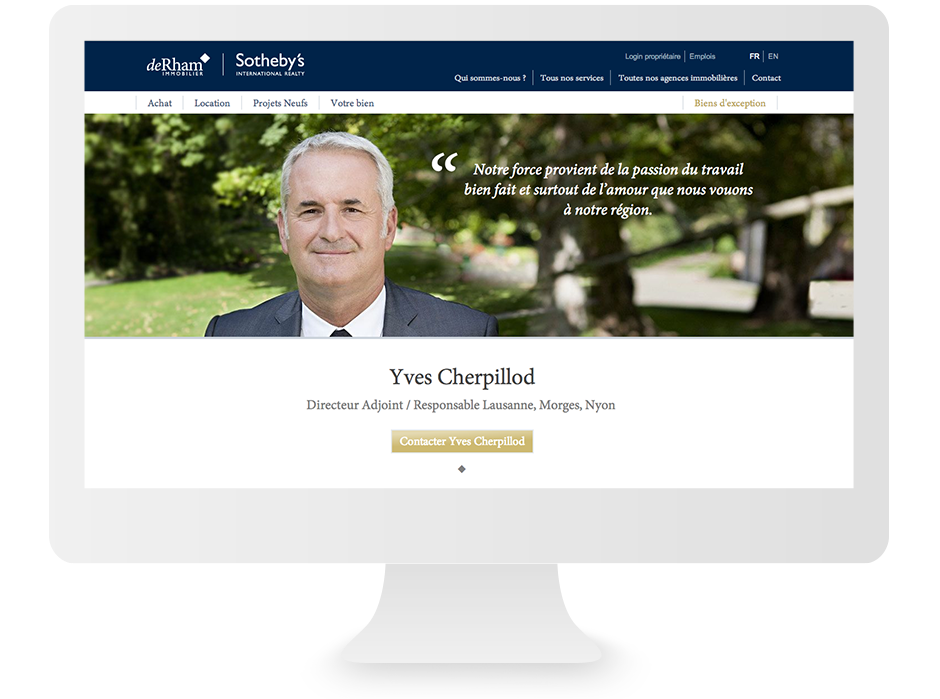 deRham
IMMOBILIER
Sotheby's
INTERNATIONAL REALTY
Login propriétaire
Emplois
FR
EN
Qui sommes-nous ?
Tous nos services
Toutes nos agences immobilières
Contact
Achat
Location
Projets Neufs
Votre bien
Biens d'exception
“ Notre force provient de la passion du travail
bien fait et surtout de l'amour que nous vouons
à notre région.
Yves Cherpillod
Directeur Adjoint / Responsable Lausanne, Morges, Nyon
Contacter Yves Cherpillod